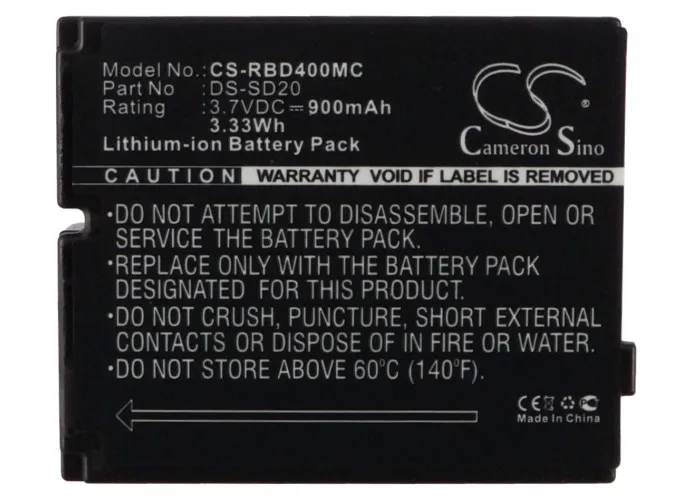 Model No.: CS-RBD400MC
Part No : DS-SD20
Rating : 3.7VDC ⎓ 900mAh
3.33Wh
Lithium-ion Battery Pack
CS ®
Cameron Sino
CAUTION WARRANTY VOID IF LABEL IS REMOVED
•DO NOT ATTEMPT TO DISASSEMBLE, OPEN OR
SERVICE THE BATTERY PACK.
•REPLACE ONLY WITH THE BATTERY PACK
DESIGNATED FOR THIS DEVICE.
•DO NOT CRUSH, PUNCTURE, SHORT EXTERNAL
CONTACTS OR DISPOSE OF IN FIRE OR WATER.
•DO NOT STORE ABOVE 60°C (140°F).
CE
Made In China